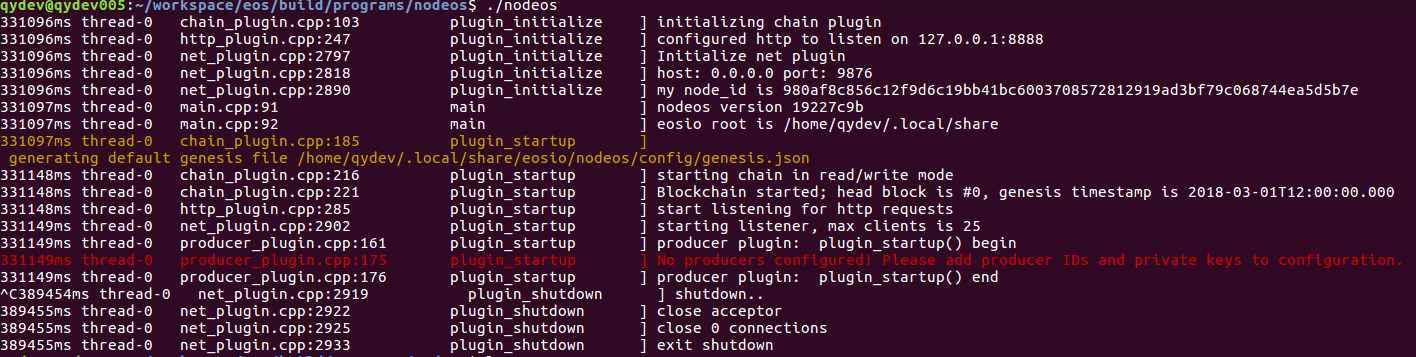 qydev@qydev005:~/workspace/eos/build/programs/nodeos$ ./nodeos
331096ms thread-0   chain_plugin.cpp:103          plugin_initialize    ] initializing chain plugin
331096ms thread-0   http_plugin.cpp:247           plugin_initialize    ] configured http to listen on 127.0.0.1:8888
331096ms thread-0   net_plugin.cpp:2797           plugin_initialize    ] Initialize net plugin
331096ms thread-0   net_plugin.cpp:2818           plugin_initialize    ] host: 0.0.0.0 port: 9876
331096ms thread-0   net_plugin.cpp:2890           plugin_initialize    ] my node_id is 980af8c856c12f9d6c19bb41bc6003708572812919ad3bf79c068744ea5d5b7e
331097ms thread-0   main.cpp:91                   main                 ] nodeos version 19227c9b
331097ms thread-0   main.cpp:92                   main                 ] eosio root is /home/qydev/.local/share
331097ms thread-0   chain_plugin.cpp:185          plugin_startup       ]
 generating default genesis file /home/qydev/.local/share/eosio/nodeos/config/genesis.json
331148ms thread-0   chain_plugin.cpp:216          plugin_startup       ] starting chain in read/write mode
331148ms thread-0   chain_plugin.cpp:221          plugin_startup       ] Blockchain started; head block is #0, genesis timestamp is 2018-03-01T12:00:00.000
331148ms thread-0   http_plugin.cpp:285           plugin_startup       ] start listening for http requests
331149ms thread-0   net_plugin.cpp:2902           plugin_startup       ] starting listener, max clients is 25
331149ms thread-0   producer_plugin.cpp:161       plugin_startup       ] producer plugin:  plugin_startup() begin
331149ms thread-0   producer_plugin.cpp:175       plugin_startup       ] No producers configured! Please add producer IDs and private keys to configuration.
331149ms thread-0   producer_plugin.cpp:176       plugin_startup       ] producer plugin:  plugin_startup() end
^C389454ms thread-0   net_plugin.cpp:2919           plugin_shutdown      ] shutdown..
389455ms thread-0   net_plugin.cpp:2922           plugin_shutdown      ] close acceptor
389455ms thread-0   net_plugin.cpp:2925           plugin_shutdown      ] close 0 connections
389455ms thread-0   net_plugin.cpp:2933           plugin_shutdown      ] exit shutdown